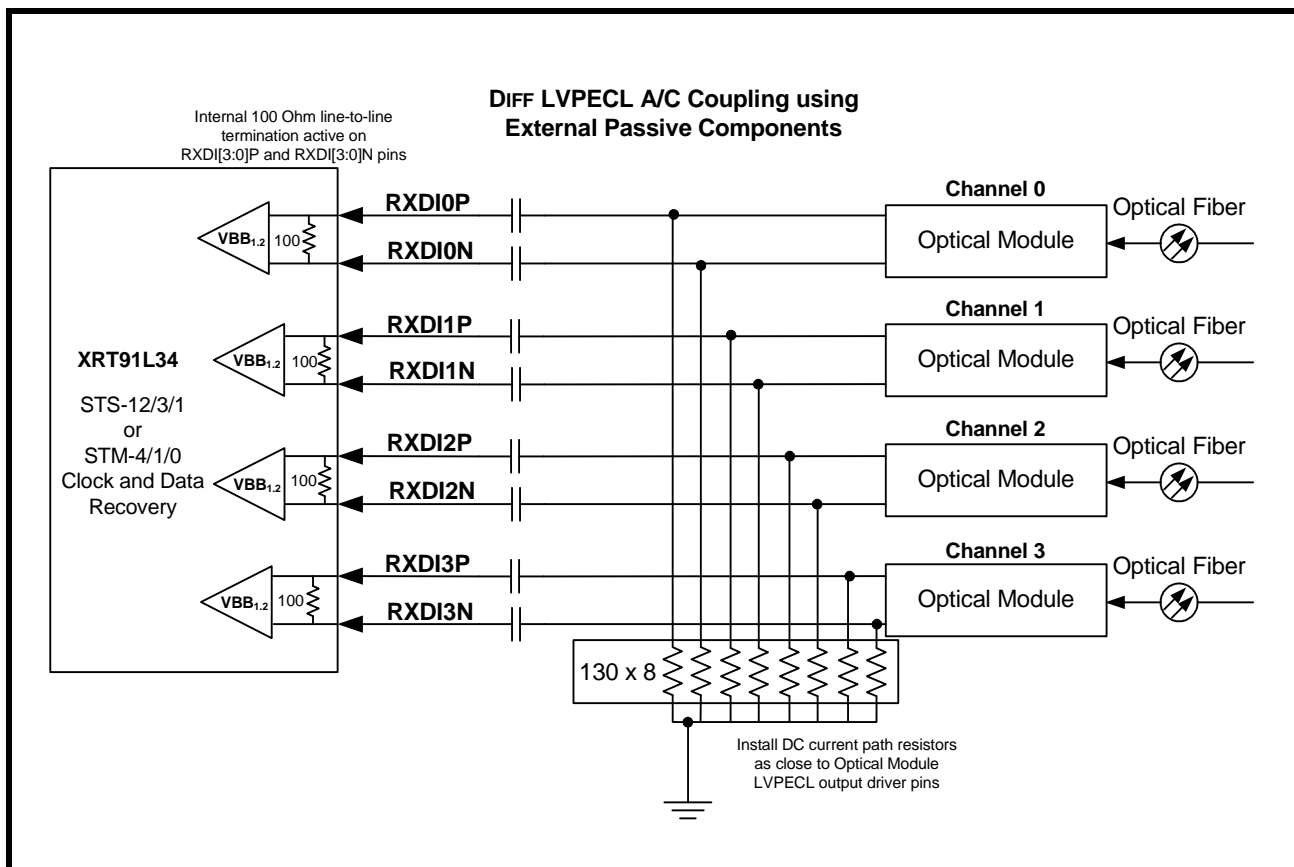 DIFF LVPECL A/C Coupling using
External Passive Components
Internal 100 Ohm line-to-line
termination active on
RXDI[3:0]P and RXDI[3:0]N pins
RXDI0P
Channel 0
Optical Fiber
VBB1.2
100
Optical Module
RXDI0N
RXDI1P
Channel 1
Optical Fiber
XRT91L34
VBB1.2
100
Optical Module
RXDI1N
STS-12/3/1
or
STM-4/1/0
Clock and Data
Recovery
RXDI2P
Channel 2
Optical Fiber
VBB1.2
100
Optical Module
RXDI2N
RXDI3P
Channel 3
Optical Fiber
VBB1.2
100
Optical Module
RXDI3N
130 x 8
Install DC current path resistors
as close to Optical Module
LVPECL output driver pins